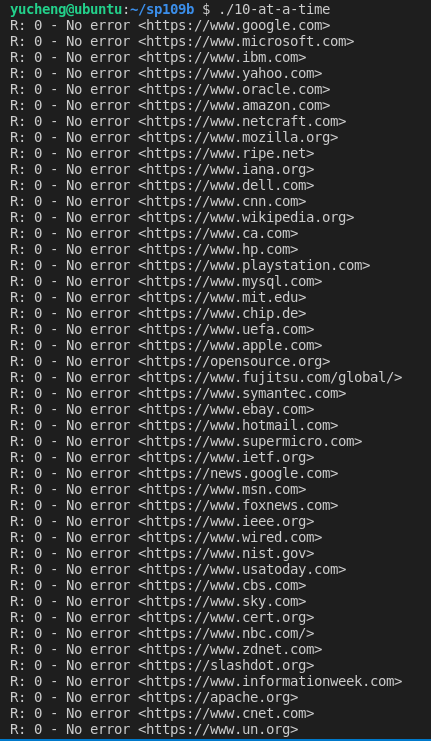 yucheng@ubuntu:~/sp109b $ ./10-at-a-time
R: 0 - No error <https://www.google.com>
R: 0 - No error <https://www.microsoft.com>
R: 0 - No error <https://www.ibm.com>
R: 0 - No error <https://www.yahoo.com>
R: 0 - No error <https://www.oracle.com>
R: 0 - No error <https://www.amazon.com>
R: 0 - No error <https://www.netcraft.com>
R: 0 - No error <https://www.mozilla.org>
R: 0 - No error <https://www.ripe.net>
R: 0 - No error <https://www.iana.org>
R: 0 - No error <https://www.dell.com>
R: 0 - No error <https://www.cnn.com>
R: 0 - No error <https://www.wikipedia.org>
R: 0 - No error <https://www.ca.com>
R: 0 - No error <https://www.hp.com>
R: 0 - No error <https://www.playstation.com>
R: 0 - No error <https://www.mysql.com>
R: 0 - No error <https://www.mit.edu>
R: 0 - No error <https://www.chip.de>
R: 0 - No error <https://www.uefa.com>
R: 0 - No error <https://www.apple.com>
R: 0 - No error <https://opensource.org>
R: 0 - No error <https://www.fujitsu.com/global/>
R: 0 - No error <https://www.symantec.com>
R: 0 - No error <https://www.ebay.com>
R: 0 - No error <https://www.hotmail.com>
R: 0 - No error <https://www.supermicro.com>
R: 0 - No error <https://www.ietf.org>
R: 0 - No error <https://news.google.com>
R: 0 - No error <https://www.msn.com>
R: 0 - No error <https://www.foxnews.com>
R: 0 - No error <https://www.ieee.org>
R: 0 - No error <https://www.wired.com>
R: 0 - No error <https://www.nist.gov>
R: 0 - No error <https://www.usatoday.com>
R: 0 - No error <https://www.cbs.com>
R: 0 - No error <https://www.sky.com>
R: 0 - No error <https://www.cert.org>
R: 0 - No error <https://www.nbc.com/>
R: 0 - No error <https://www.zdnet.com>
R: 0 - No error <https://slashdot.org>
R: 0 - No error <https://www.informationweek.com>
R: 0 - No error <https://apache.org>
R: 0 - No error <https://www.cnet.com>
R: 0 - No error <https://www.un.org>